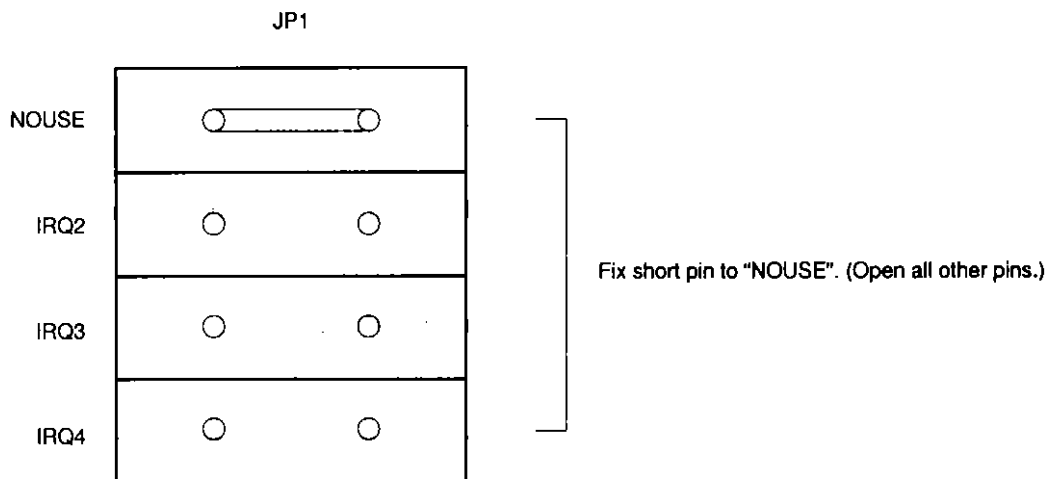 JP1
NOUSE
IRQ2
Fix short pin to “NOUSE”. (Open all other pins.)
IRQ3
IRQ4